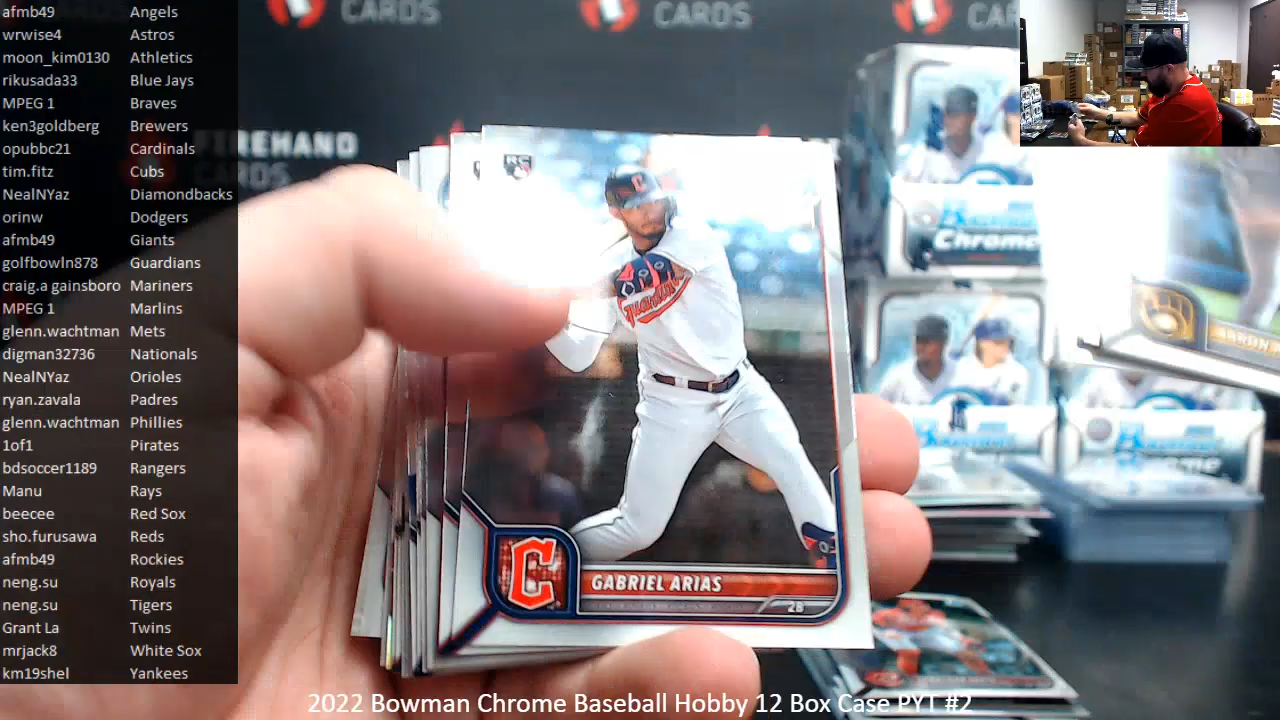 afmb49 Angels
wrwise4 Astros
moon_kim0130 Athletics
rikusada33 Blue Jays
MPEG 1 Braves
ken3goldberg Brewers
opubbc21 Cardinals
tim.fitz Cubs
NealNYaz Diamondbacks
orinw Dodgers
afmb49 Giants
golfbowln878 Guardians
craig.a gainsboro Mariners
MPEG 1 Marlins
glenn.wachtman Mets
digman32736 Nationals
NealNYaz Orioles
ryan.zavala Padres
glenn.wachtman Phillies
1of1 Pirates
bdsoccer1189 Rangers
Manu Rays
beecee Red Sox
sho.furusawa Reds
afmb49 Rockies
neng.su Royals
neng.su Tigers
Grant La Twins
mrjack8 White Sox
km19shel Yankees
CARDS
CARDS
CA
FIREHAND
CARDS
RC
Guardians
C
GABRIEL ARIAS
2B
Chrome
AARON
2022 Bowman Chrome Baseball Hobby 12 Box Case PYT #2